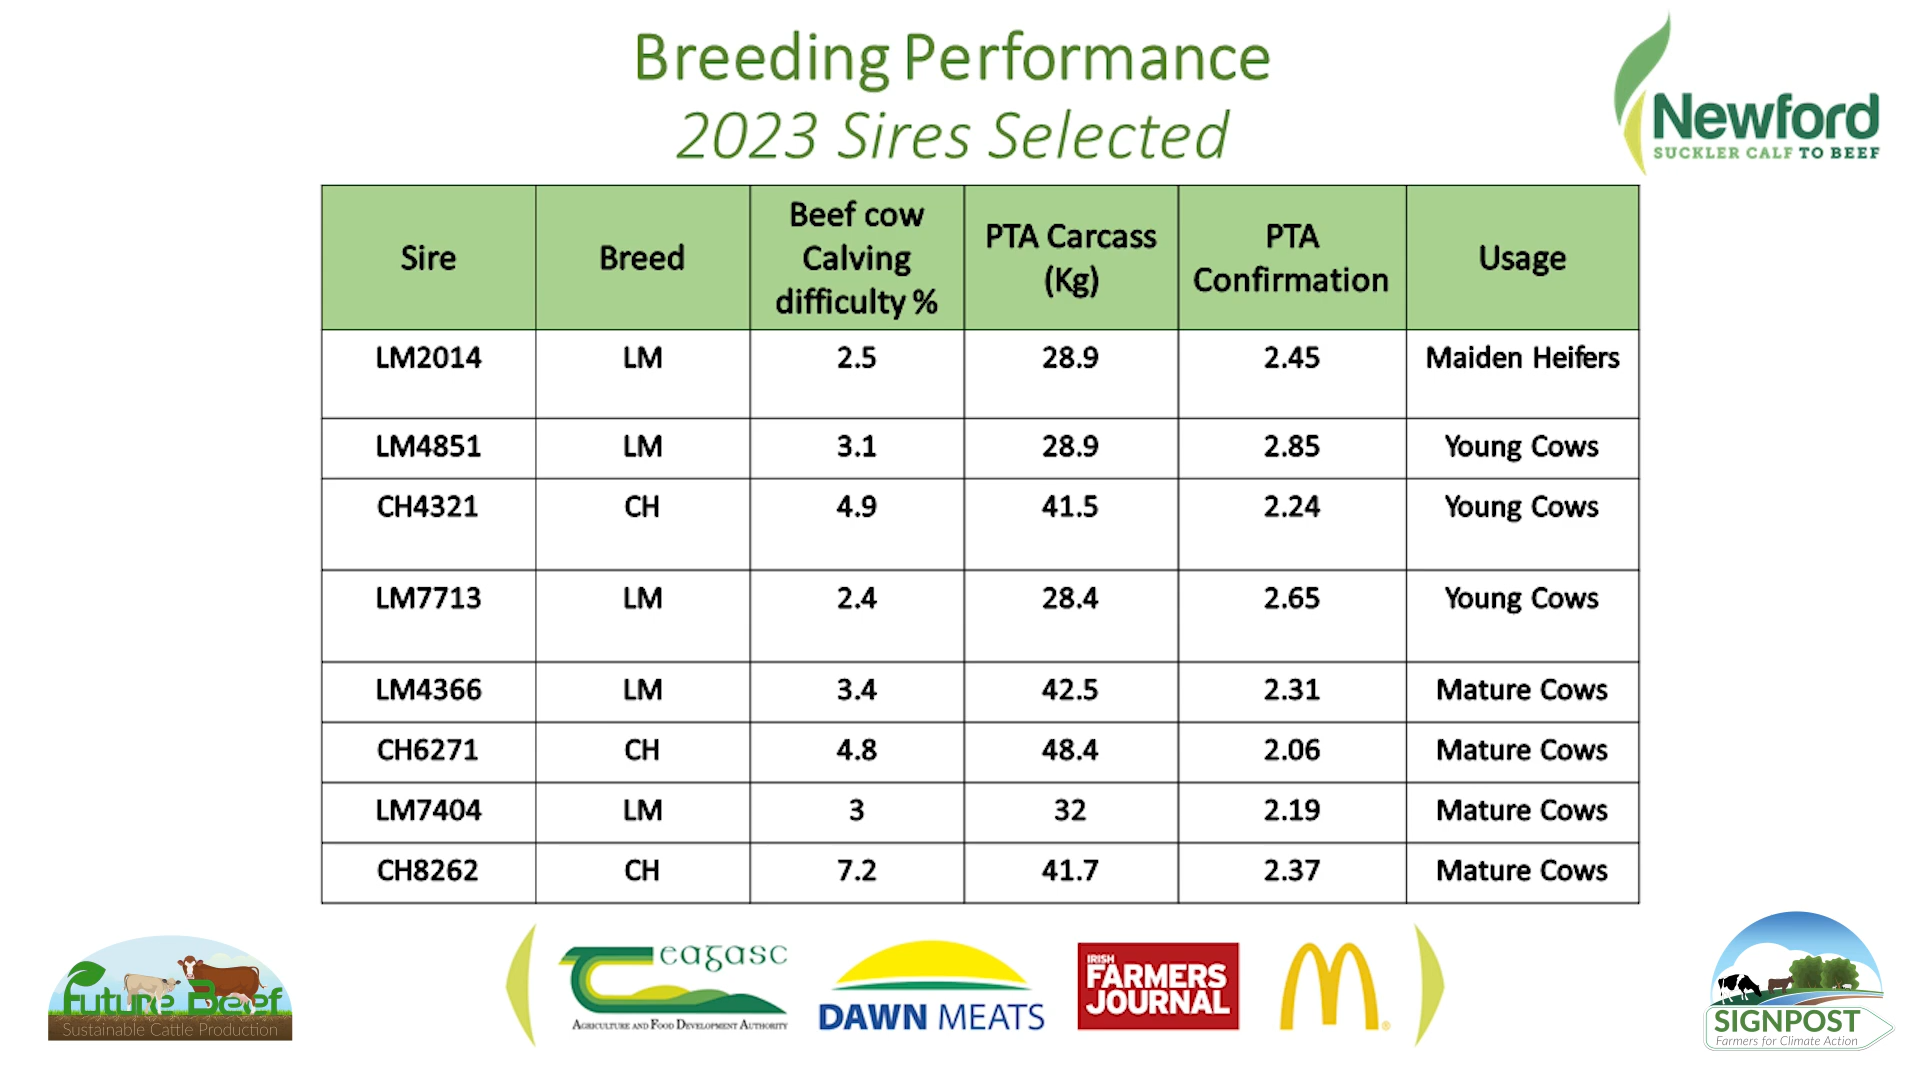 Breeding Performance
2023 Sires Selected
Newford
SUCKLER CALF TO BEEF
Sire Breed Beef cow Calving difficulty % PTA Carcass (Kg) PTA Confirmation Usage
LM2014 LM 2.5 28.9 2.45 Maiden Heifers
LM4851 LM 3.1 28.9 2.85 Young Cows
CH4321 CH 4.9 41.5 2.24 Young Cows
LM7713 LM 2.4 28.4 2.65 Young Cows
LM4366 LM 3.4 42.5 2.31 Mature Cows
CH6271 CH 4.8 48.4 2.06 Mature Cows
LM7404 LM 3 32 2.19 Mature Cows
CH8262 CH 7.2 41.7 2.37 Mature Cows
Future Beef
Sustainable Cattle Production
Teagasc
AGRICULTURE AND FOOD DEVELOPMENT AUTHORITY
DAWN MEATS
IRISH
FARMERS
JOURNAL
M
SIGNPOST
Farmers for Climate Action